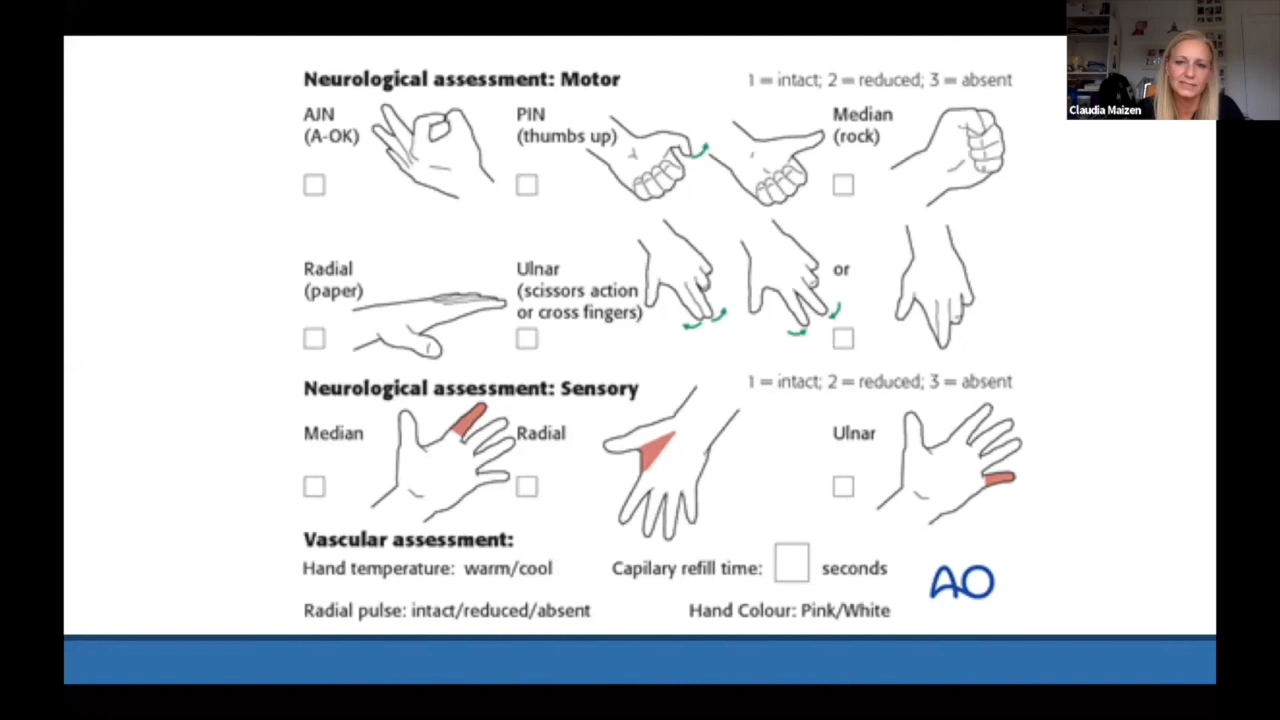 Neurological assessment: Motor
1 = intact; 2 = reduced; 3 = absent
AJN
(A-OK)
PIN
(thumbs up)
Median
(rock)
Radial
(paper)
Ulnar
(scissors action
or cross fingers)
or
Neurological assessment: Sensory
1 = intact; 2 = reduced; 3 = absent
Median
Radial
Ulnar
Vascular assessment:
Hand temperature: warm/cool
Capilary refill time:
seconds
Radial pulse: intact/reduced/absent
Hand Colour: Pink/White
AO
Claudia Maizen